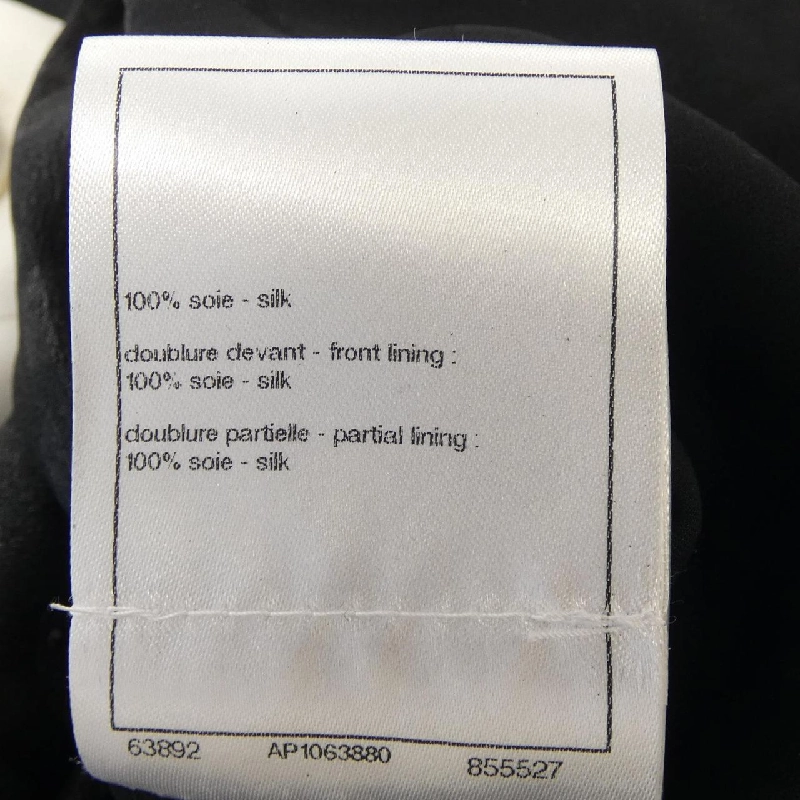 100% soie - silk
doublure devant - front lining :
100% soie - silk
doublure partielle - partial lining :
100% soie - silk
63892 AP1063880 855527